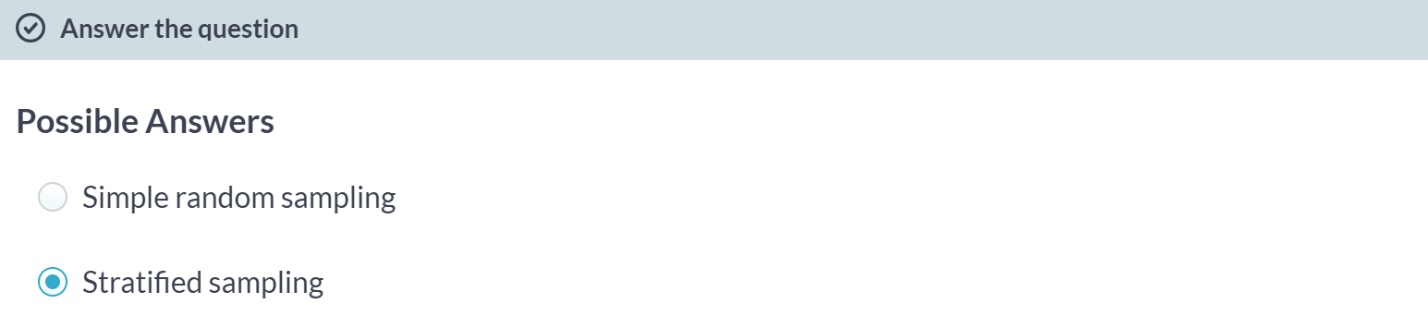 Answer the question
Possible Answers
Simple random sampling
Stratified sampling